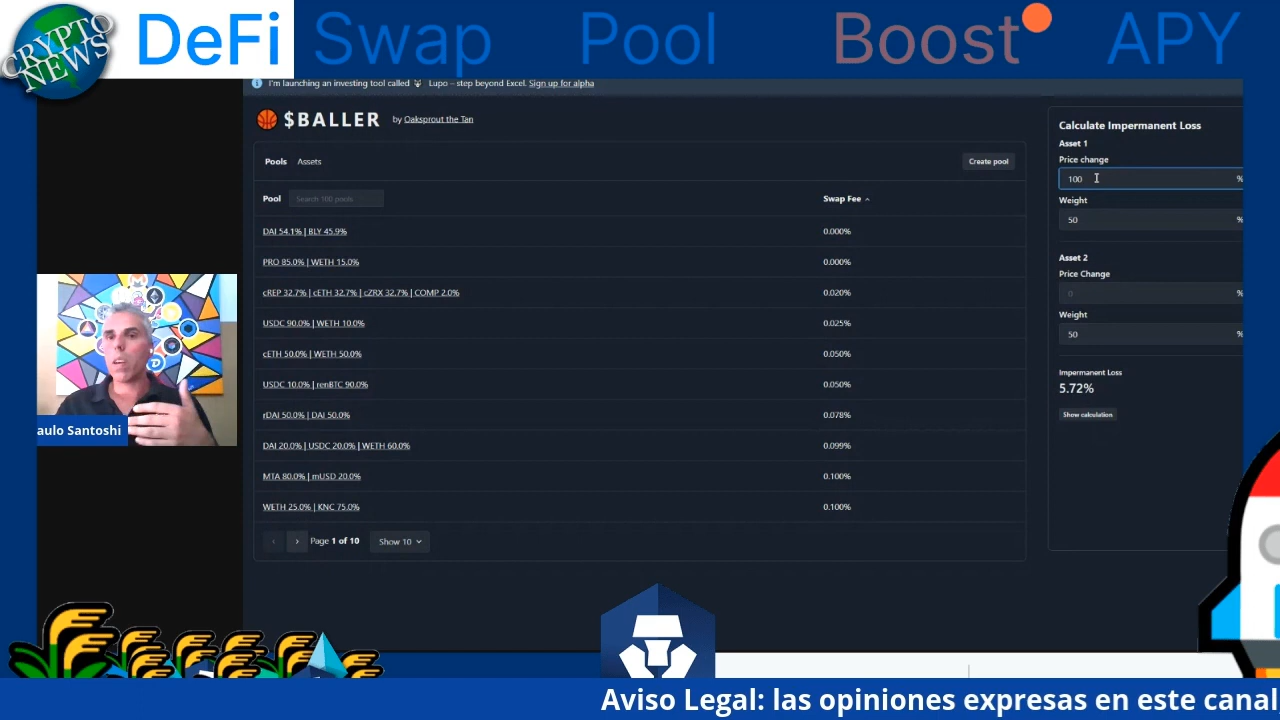 CRYPTO
NEWS
DeFi Swap Pool Boost APY
I'm launching an investing tool called Lupo – step beyond Excel. Sign up for alpha
$BALLER by Oaksprout the Tan
Pools Assets
Create pool
Pool Search 100 pools Swap Fee
DAI 54.1% | BLY 45.9% 0.000%
PRO 85.0% | WETH 15.0% 0.000%
cREP 32.7% | cETH 32.7% | cZRX 32.7% | COMP 2.0% 0.020%
USDC 90.0% | WETH 10.0% 0.025%
cETH 50.0% | WETH 50.0% 0.050%
USDC 10.0% | renBTC 90.0% 0.050%
rDAI 50.0% | DAI 50.0% 0.078%
DAI 20.0% | USDC 20.0% | WETH 60.0% 0.099%
MTA 80.0% | mUSD 20.0% 0.100%
WETH 25.0% | KNC 75.0% 0.100%
‹ › Page 1 of 10 Show 10
Calculate Impermanent Loss
Asset 1
Price change
100 %
Weight
50 %
Asset 2
Price Change
0 %
Weight
50 %
Impermanent Loss
5.72%
Show calculation
aulo Santoshi
Aviso Legal: las opiniones expresas en este canal